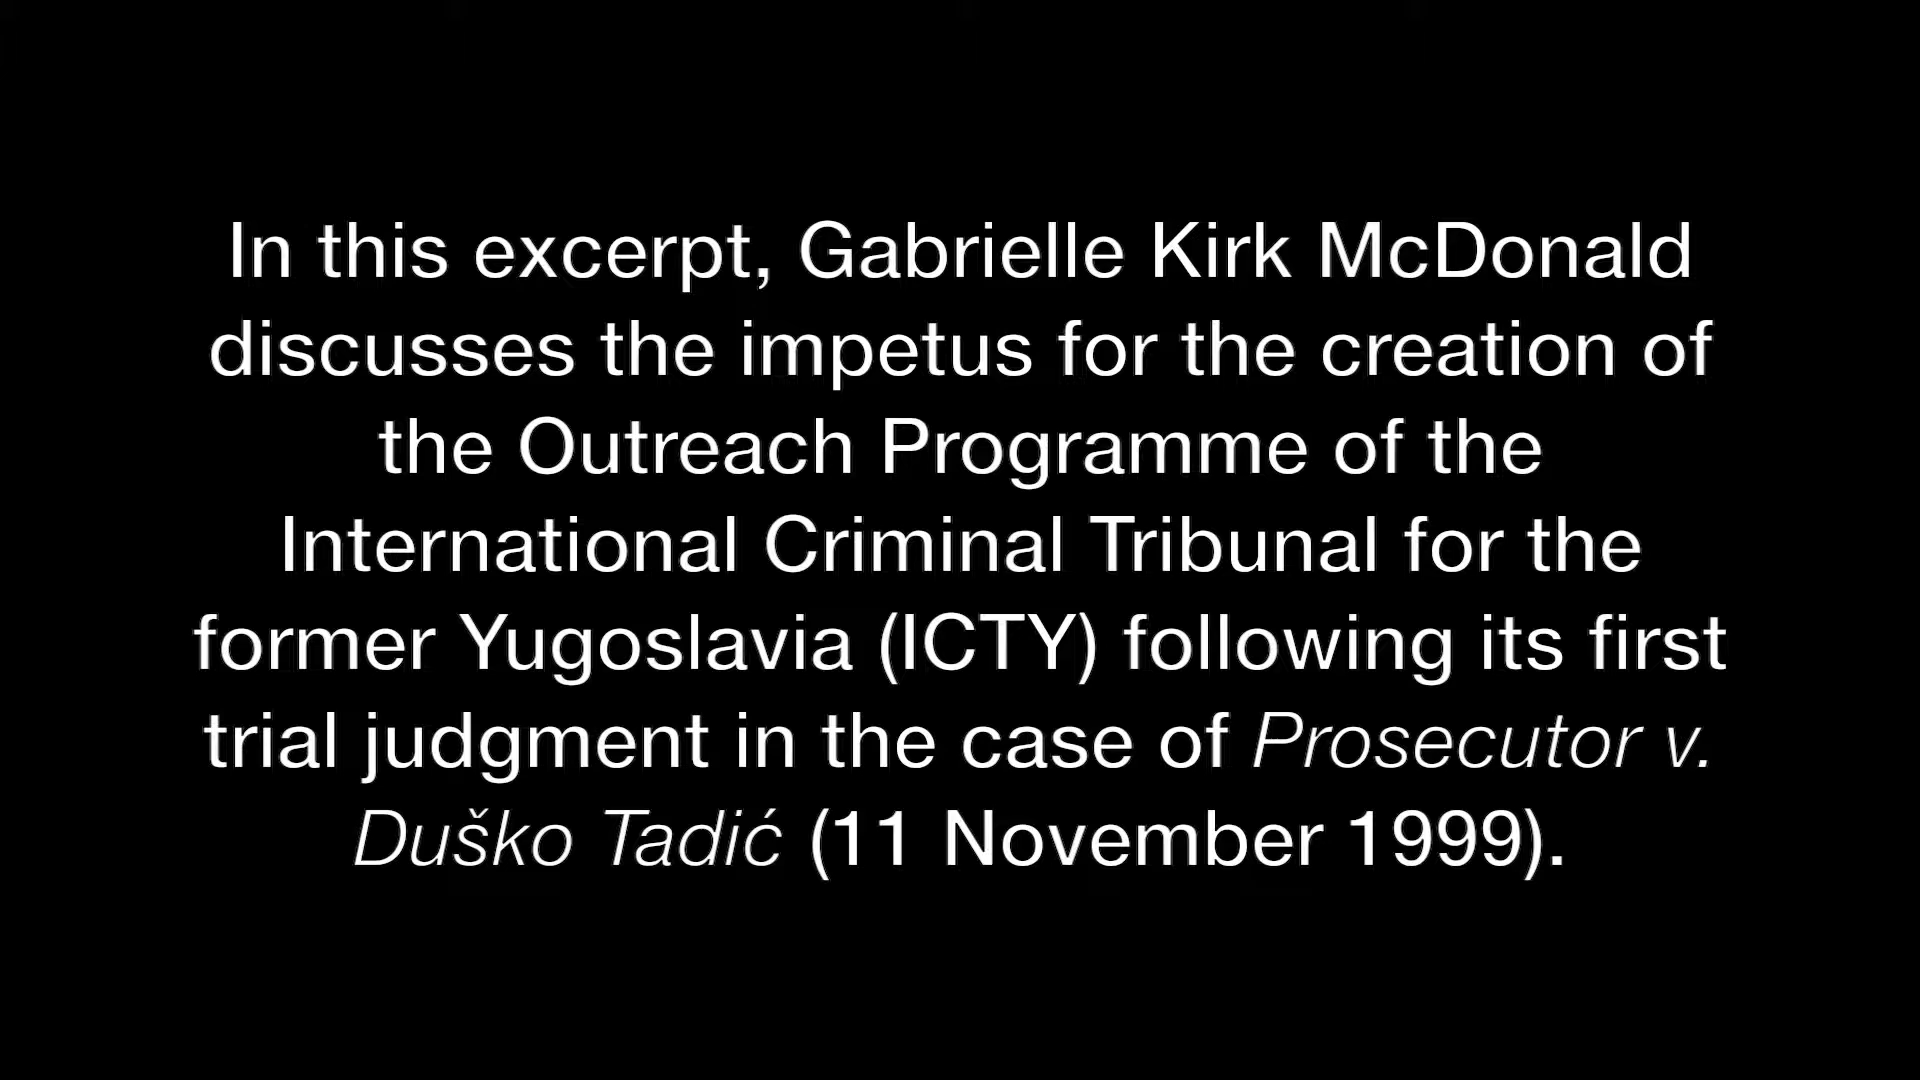 In this excerpt, Gabrielle Kirk McDonald
discusses the impetus for the creation of
the Outreach Programme of the
International Criminal Tribunal for the
former Yugoslavia (ICTY) following its first
trial judgment in the case of Prosecutor v.
Duško Tadić (11 November 1999).